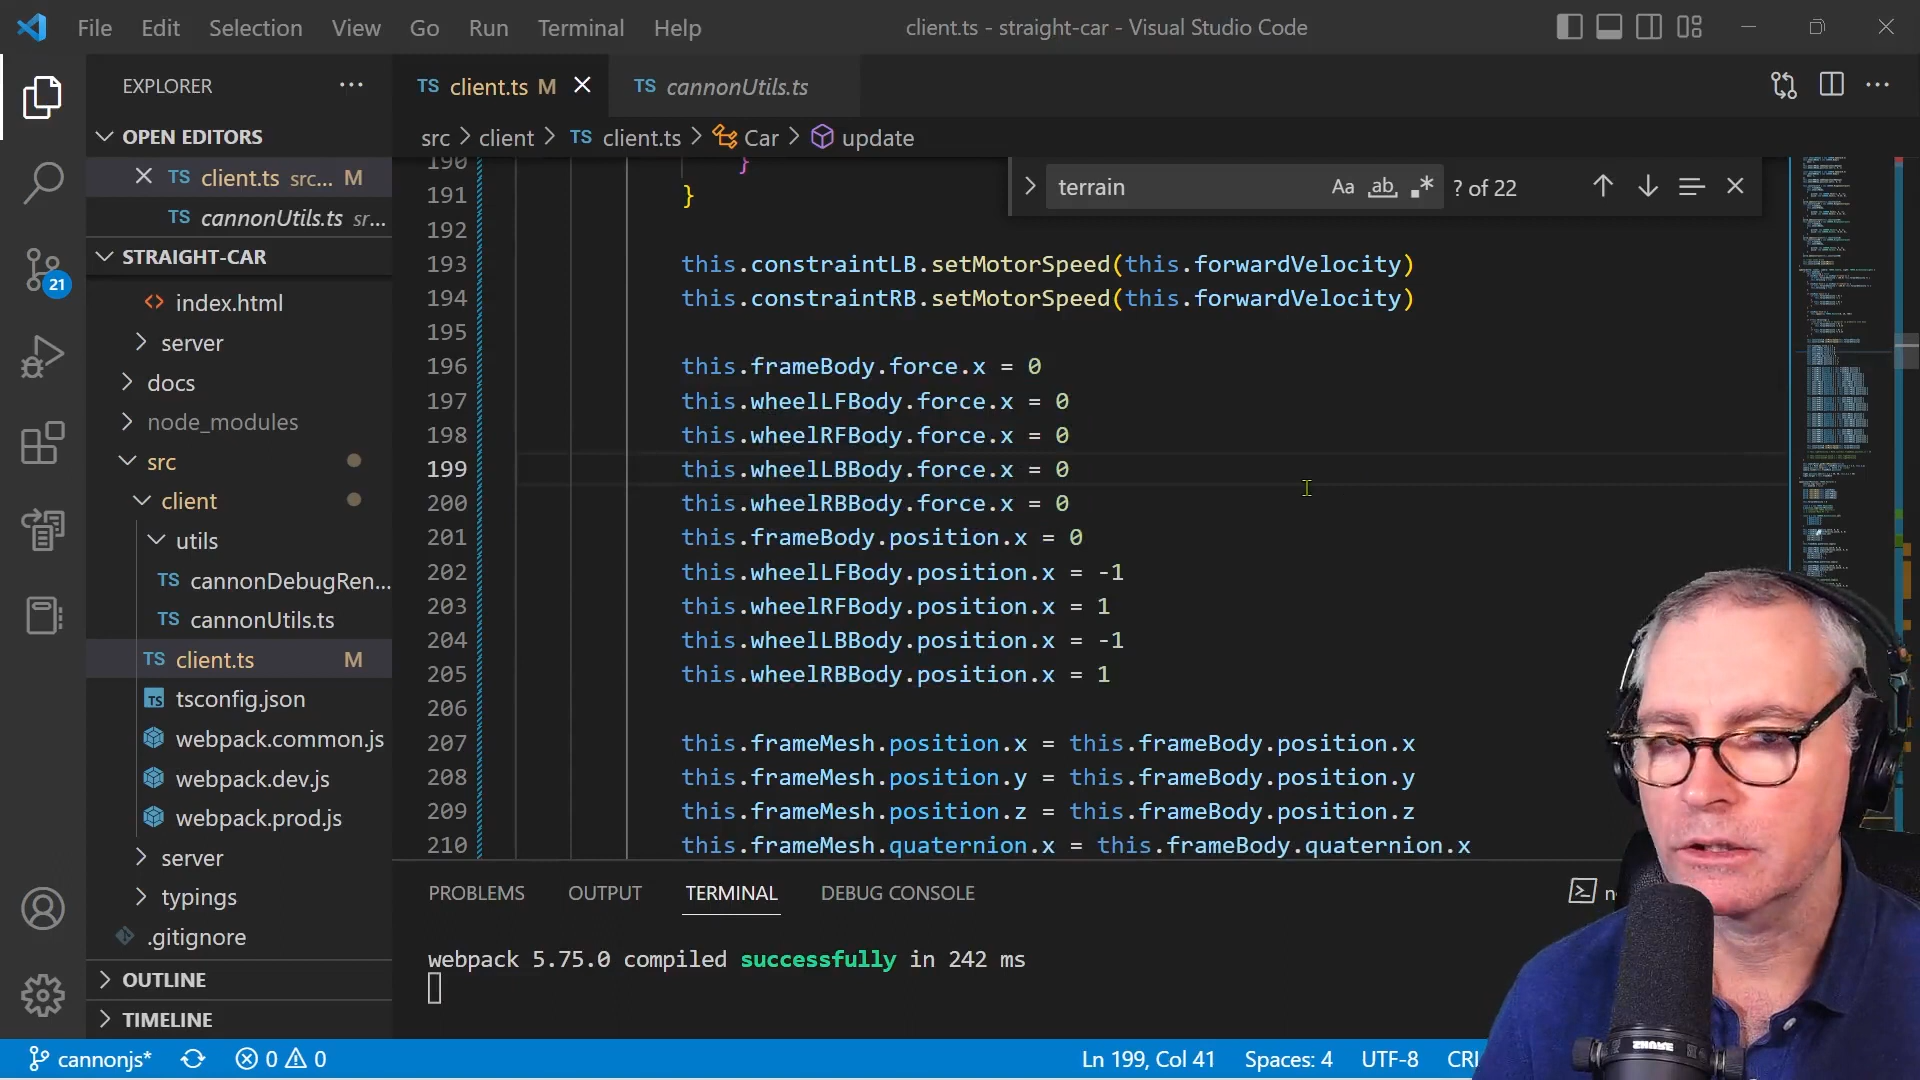 File Edit Selection View Go Run Terminal Help client.ts - straight-car - Visual Studio Code
EXPLORER
OPEN EDITORS
TS client.ts src... M
TS cannonUtils.ts sr...
STRAIGHT-CAR
index.html
server
docs
node_modules
src
client
utils
TS cannonDebugRen...
TS cannonUtils.ts
TS client.ts M
tsconfig.json
webpack.common.js
webpack.dev.js
webpack.prod.js
server
typings
.gitignore
OUTLINE
TIMELINE
21
TS client.ts M TS cannonUtils.ts
src > client > TS client.ts > Car > update
terrain Aa ab ? of 22
190 }
191 }
192
193 this.constraintLB.setMotorSpeed(this.forwardVelocity)
194 this.constraintRB.setMotorSpeed(this.forwardVelocity)
195
196 this.frameBody.force.x = 0
197 this.wheelLFBody.force.x = 0
198 this.wheelRFBody.force.x = 0
199 this.wheelLBBody.force.x = 0
200 this.wheelRBBody.force.x = 0
201 this.frameBody.position.x = 0
202 this.wheelLFBody.position.x = -1
203 this.wheelRFBody.position.x = 1
204 this.wheelLBBody.position.x = -1
205 this.wheelRBBody.position.x = 1
206
207 this.frameMesh.position.x = this.frameBody.position.x
208 this.frameMesh.position.y = this.frameBody.position.y
209 this.frameMesh.position.z = this.frameBody.position.z
210 this.frameMesh.quaternion.x = this.frameBody.quaternion.x
PROBLEMS OUTPUT TERMINAL DEBUG CONSOLE
webpack 5.75.0 compiled successfully in 242 ms
cannonjs* 0 0 Ln 199, Col 41 Spaces: 4 UTF-8
SHURE